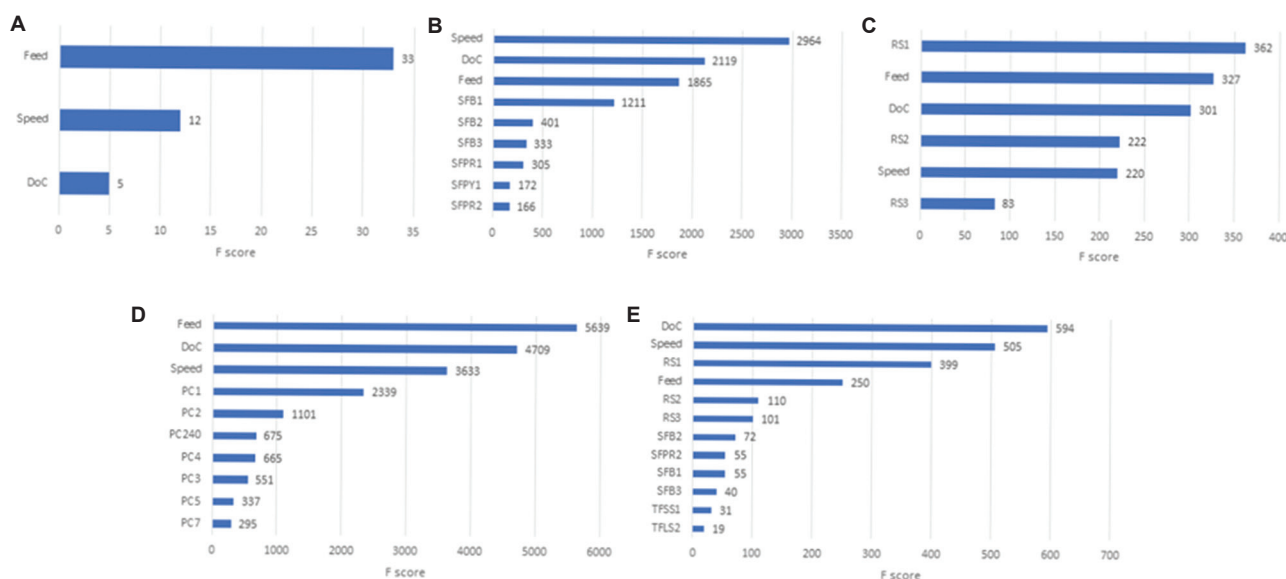 A
Feed 33
Speed 12
DoC 5
0 5 10 15 20 25 30 35
F score
B
Speed 2964
DoC 2119
Feed 1865
SFB1 1211
SFB2 401
SFB3 333
SFPR1 305
SFPY1 172
SFPR2 166
0 500 1000 1500 2000 2500 3000 3500
F score
C
RS1 362
Feed 327
DoC 301
RS2 222
Speed 220
RS3 83
0 50 100 150 200 250 300 350 400
F score
D
Feed 5639
DoC 4709
Speed 3633
PC1 2339
PC2 1101
PC240 675
PC4 665
PC3 551
PC5 337
PC7 295
0 1000 2000 3000 4000 5000 6000
F score
E
DoC 594
Speed 505
RS1 399
Feed 250
RS2 110
RS3 101
SFB2 72
SFPR2 55
SFB1 55
SFB3 40
TFSS1 31
TFLS2 19
0 100 200 300 400 500 600 700
F score